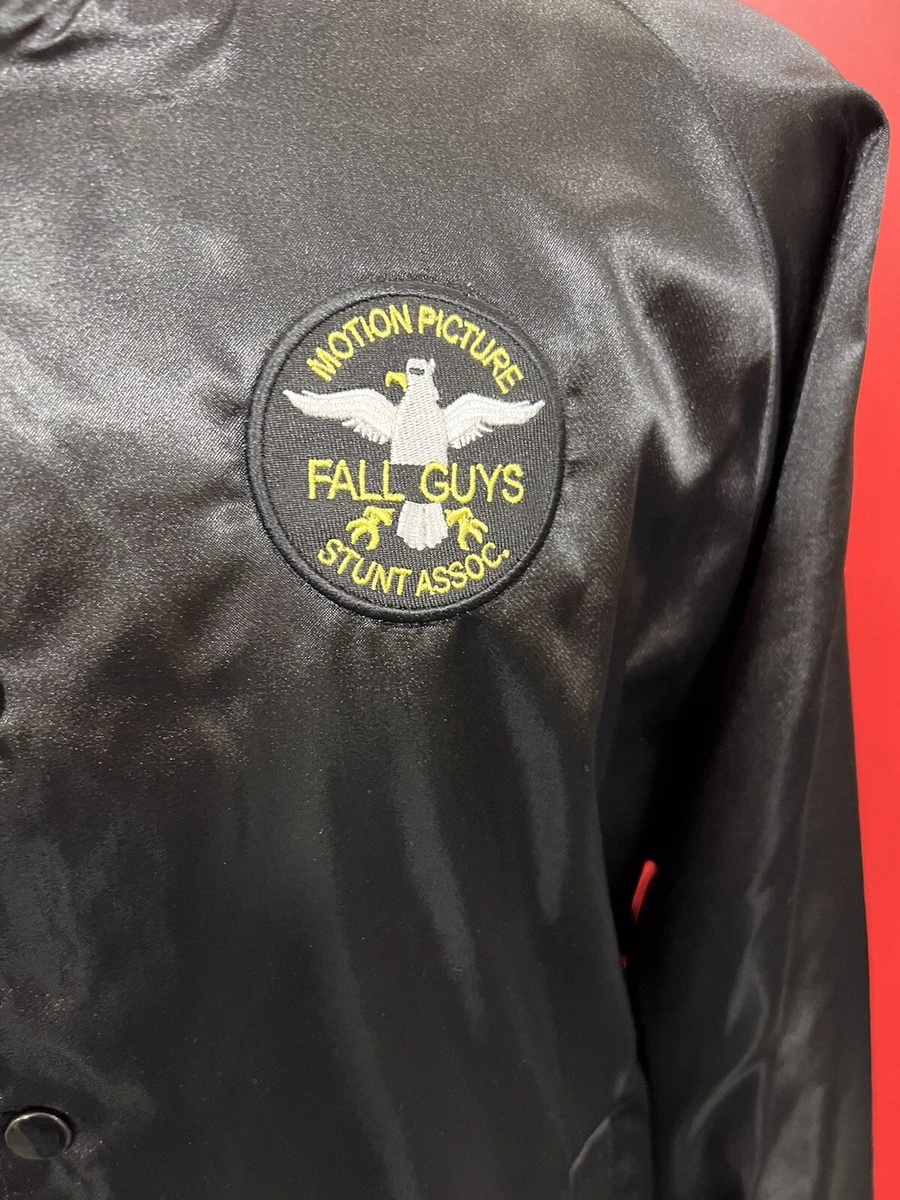 MOTION PICTURE
FALL GUYS
STUNT ASSOC.